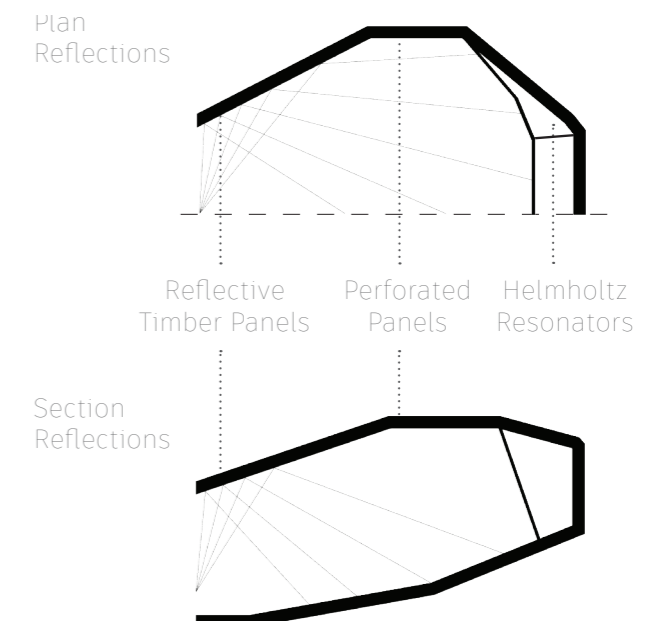 Plan
Reflections
Reflective
Timber Panels
Perforated
Panels
Helmholtz
Resonators
Section
Reflections